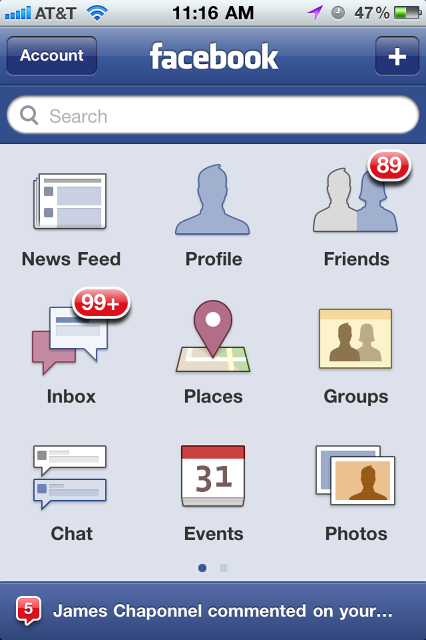 AT&T 11:16 AM 47%
Account facebook +
Search
89
News Feed Profile Friends
99+
Inbox Places Groups
31
Chat Events Photos
5 James Chaponnel commented on your...